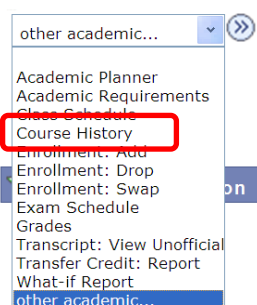 other academic...
Academic Planner
Academic Requirements
Class Schedule
Course History
Enrollment: Add
Enrollment: Drop
on
Enrollment: Swap
Exam Schedule
Grades
Transcript: View Unofficial
Transfer Credit: Report
What-if Report
other academic...